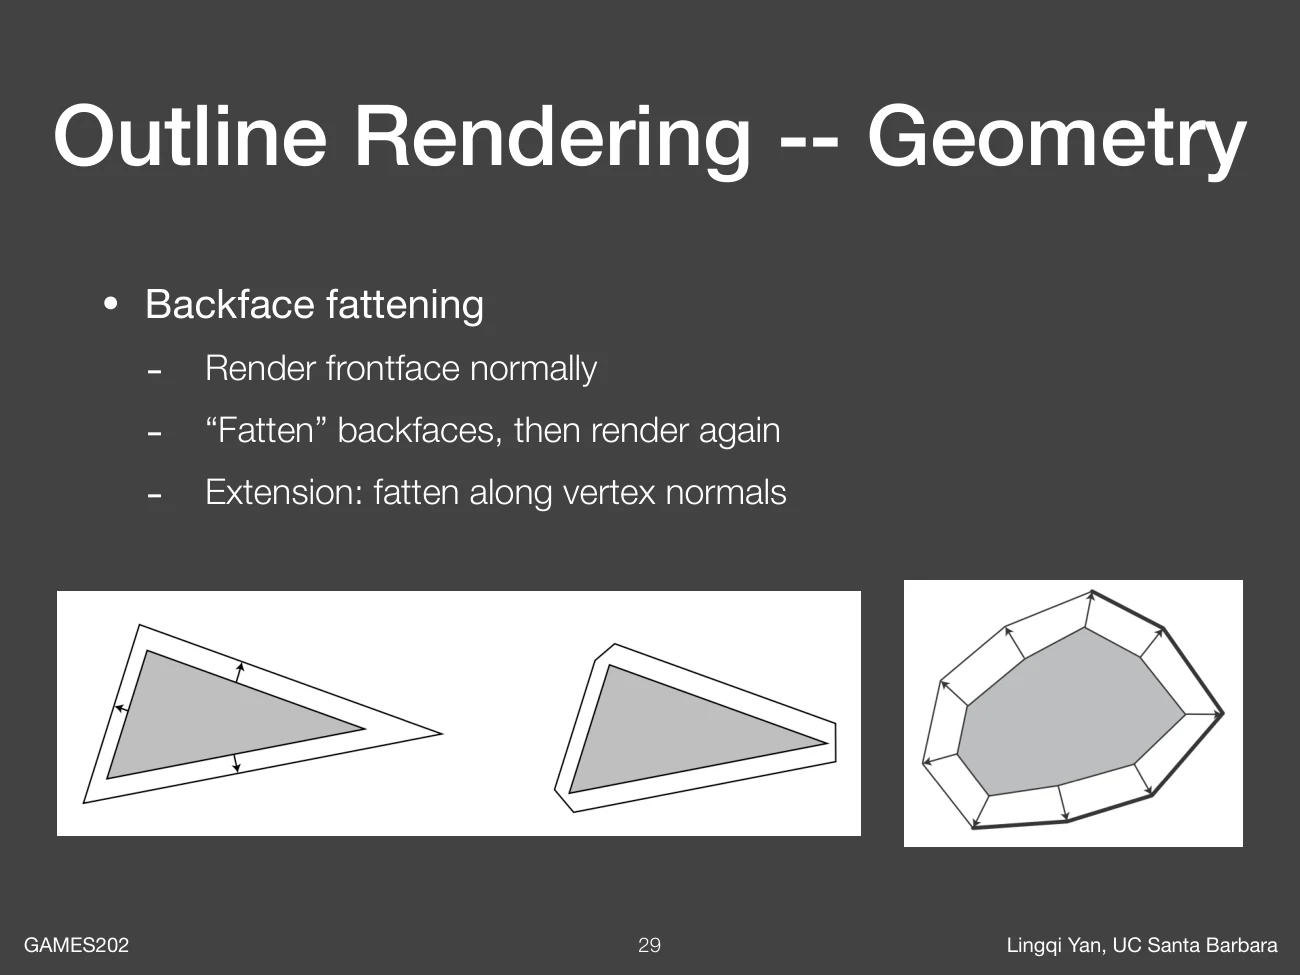 Outline Rendering -- Geometry
• Backface fattening
- Render frontface normally
- “Fatten” backfaces, then render again
- Extension: fatten along vertex normals
GAMES202
29
Lingqi Yan, UC Santa Barbara